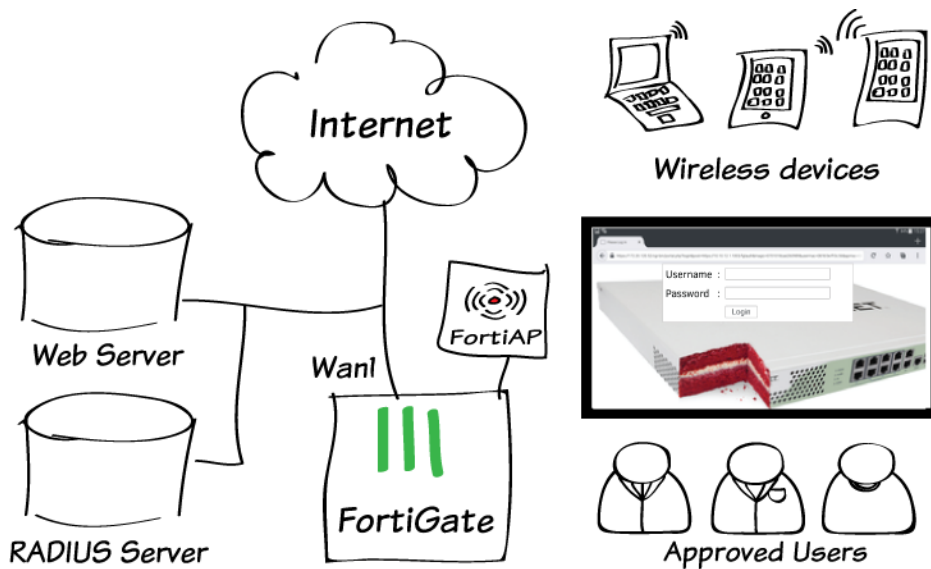 Internet
Wireless devices
Username :
Password :
Login
FortiAP
Web Server
Wan1
FortiGate
RADIUS Server
Approved Users